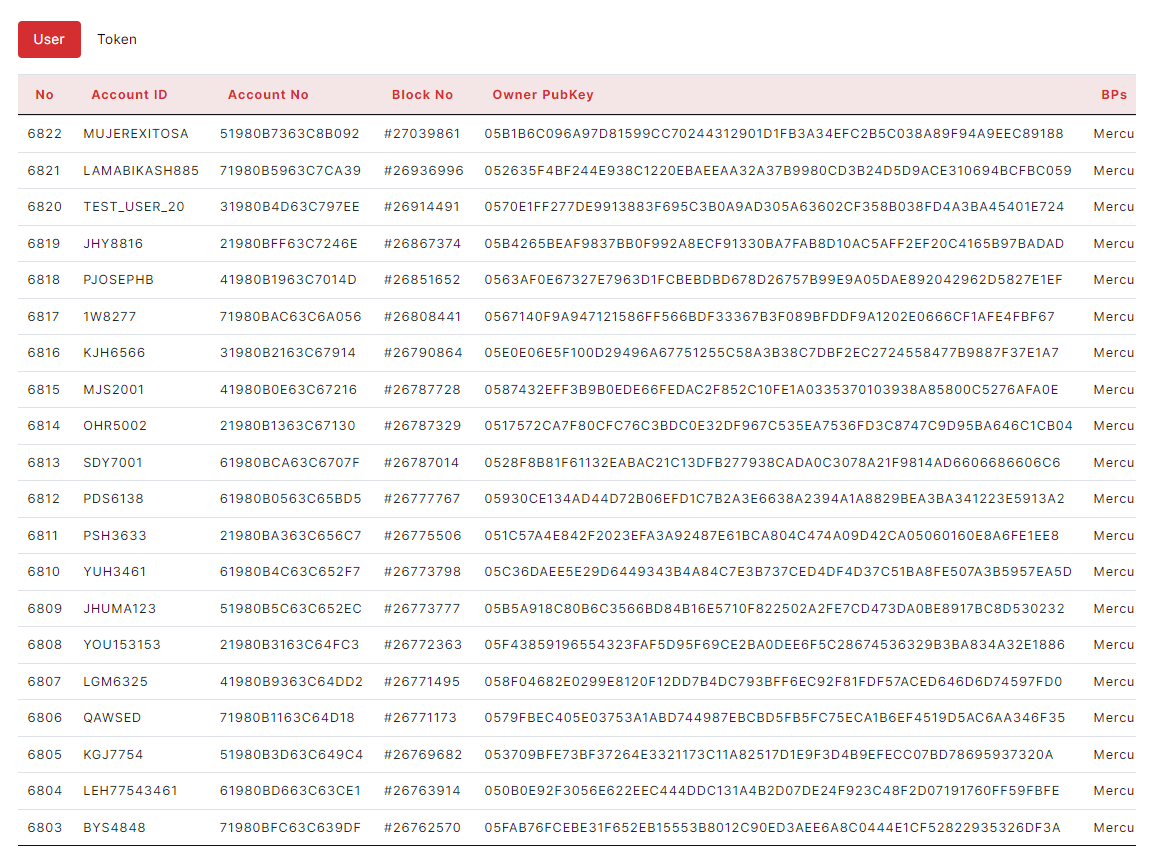 User Token
No Account ID Account No Block No Owner PubKey BPs
6822 MUJEREXITOSA 51980B7363C8B092 #27039861 05B1B6C096A97D81599CC70244312901D1FB3A34EFC2B5C038A89F94A9EEC89188 Mercu
6821 LAMABIKASH885 71980B5963C7CA39 #26936996 052635F4BF244E938C1220EBAEEAA32A37B9980CD3B24D5D9ACE310694BCFBC059 Mercu
6820 TEST_USER_20 31980B4D63C797EE #26914491 0570E1FF277DE9913883F695C3B0A9AD305A63602CF358B038FD4A3BA45401E724 Mercu
6819 JHY8816 21980BFF63C7246E #26867374 05B4265BEAF9837BB0F992A8ECF91330BA7FAB8D10AC5AFF2EF20C4165B97BADAD Mercu
6818 PJOSEPHB 41980B1963C7014D #26851652 0563AF0E67327E7963D1FCBEBDBD678D26757B99E9A05DAE892042962D5827E1EF Mercu
6817 1W8277 71980BAC63C6A056 #26808441 0567140F9A947121586FF566BDF33367B3F089BFDDF9A1202E0666CF1AFE4FBF67 Mercu
6816 KJH6566 31980B2163C67914 #26790864 05E0E06E5F100D29496A67751255C58A3B38C7DBF2EC2724558477B9887F37E1A7 Mercu
6815 MJS2001 41980B0E63C67216 #26787728 0587432EFF3B9B0EDE66FEDAC2F852C10FE1A0335370103938A85800C5276AFA0E Mercu
6814 OHR5002 21980B1363C67130 #26787329 0517572CA7F80CFC76C3BDC0E32DF967C535EA7536FD3C8747C9D95BA646C1CB04 Mercu
6813 SDY7001 61980BCA63C6707F #26787014 0528F8B81F61132EABAC21C13DFB277938CADA0C3078A21F9814AD6606686606C6 Mercu
6812 PDS6138 61980B0563C65BD5 #26777767 05930CE134AD44D72B06EFD1C7B2A3E6638A2394A1A8829BEA3BA341223E5913A2 Mercu
6811 PSH3633 21980BA363C656C7 #26775506 051C57A4E842F2023EFA3A92487E61BCA804C474A09D42CA05060160E8A6FE1EE8 Mercu
6810 YUH3461 61980B4C63C652F7 #26773798 05C36DAEE5E29D6449343B4A84C7E3B737CED4DF4D37C51BA8FE507A3B5957EA5D Mercu
6809 JHUMA123 51980B5C63C652EC #26773777 05B5A918C80B6C3566BD84B16E5710F822502A2FE7CD473DA0BE8917BC8D530232 Mercu
6808 YOU153153 21980B3163C64FC3 #26772363 05F43859196554323FAF5D95F69CE2BA0DEE6F5C28674536329B3BA834A32E1886 Mercu
6807 LGM6325 41980B9363C64DD2 #26771495 058F04682E0299E8120F12DD7B4DC793BFF6EC92F81FDF57ACED646D6D74597FD0 Mercu
6806 QAWSED 71980B1163C64D18 #26771173 0579FBEC405E03753A1ABD744987EBCBD5FB5FC75ECA1B6EF4519D5AC6AA346F35 Mercu
6805 KGJ7754 51980B3D63C649C4 #26769682 053709BFE73BF37264E3321173C11A82517D1E9F3D4B9EFECC07BD78695937320A Mercu
6804 LEH77543461 61980BD663C63CE1 #26763914 050B0E92F3056E622EEC444DDC131A4B2D07DE24F923C48F2D07191760FF59FBFE Mercu
6803 BYS4848 71980BFC63C639DF #26762570 05FAB76FCEBE31F652EB15553B8012C90ED3AEE6A8C0444E1CF52822935326DF3A Mercu